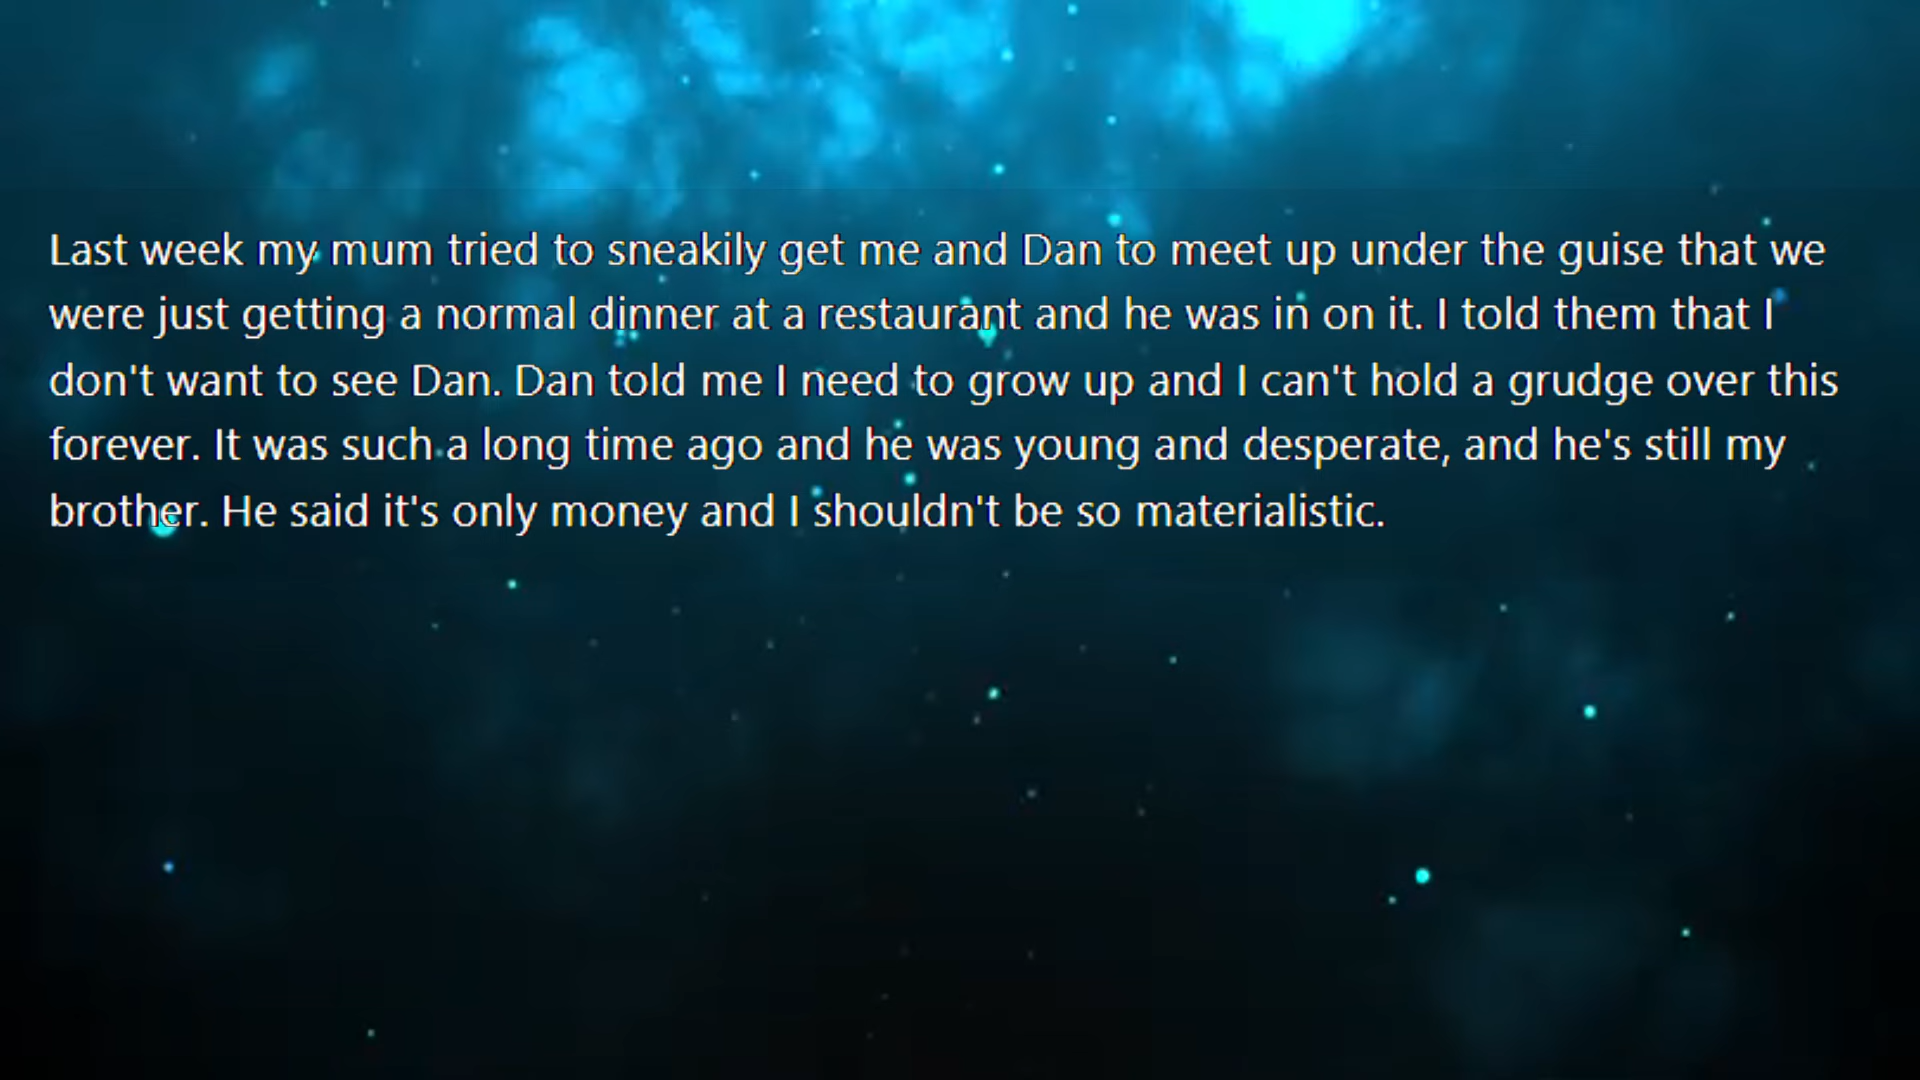 Last week my mum tried to sneakily get me and Dan to meet up under the guise that we
were just getting a normal dinner at a restaurant and he was in on it. I told them that I
don't want to see Dan. Dan told me I need to grow up and I can't hold a grudge over this
forever. It was such a long time ago and he was young and desperate, and he's still my
brother. He said it's only money and I shouldn't be so materialistic.